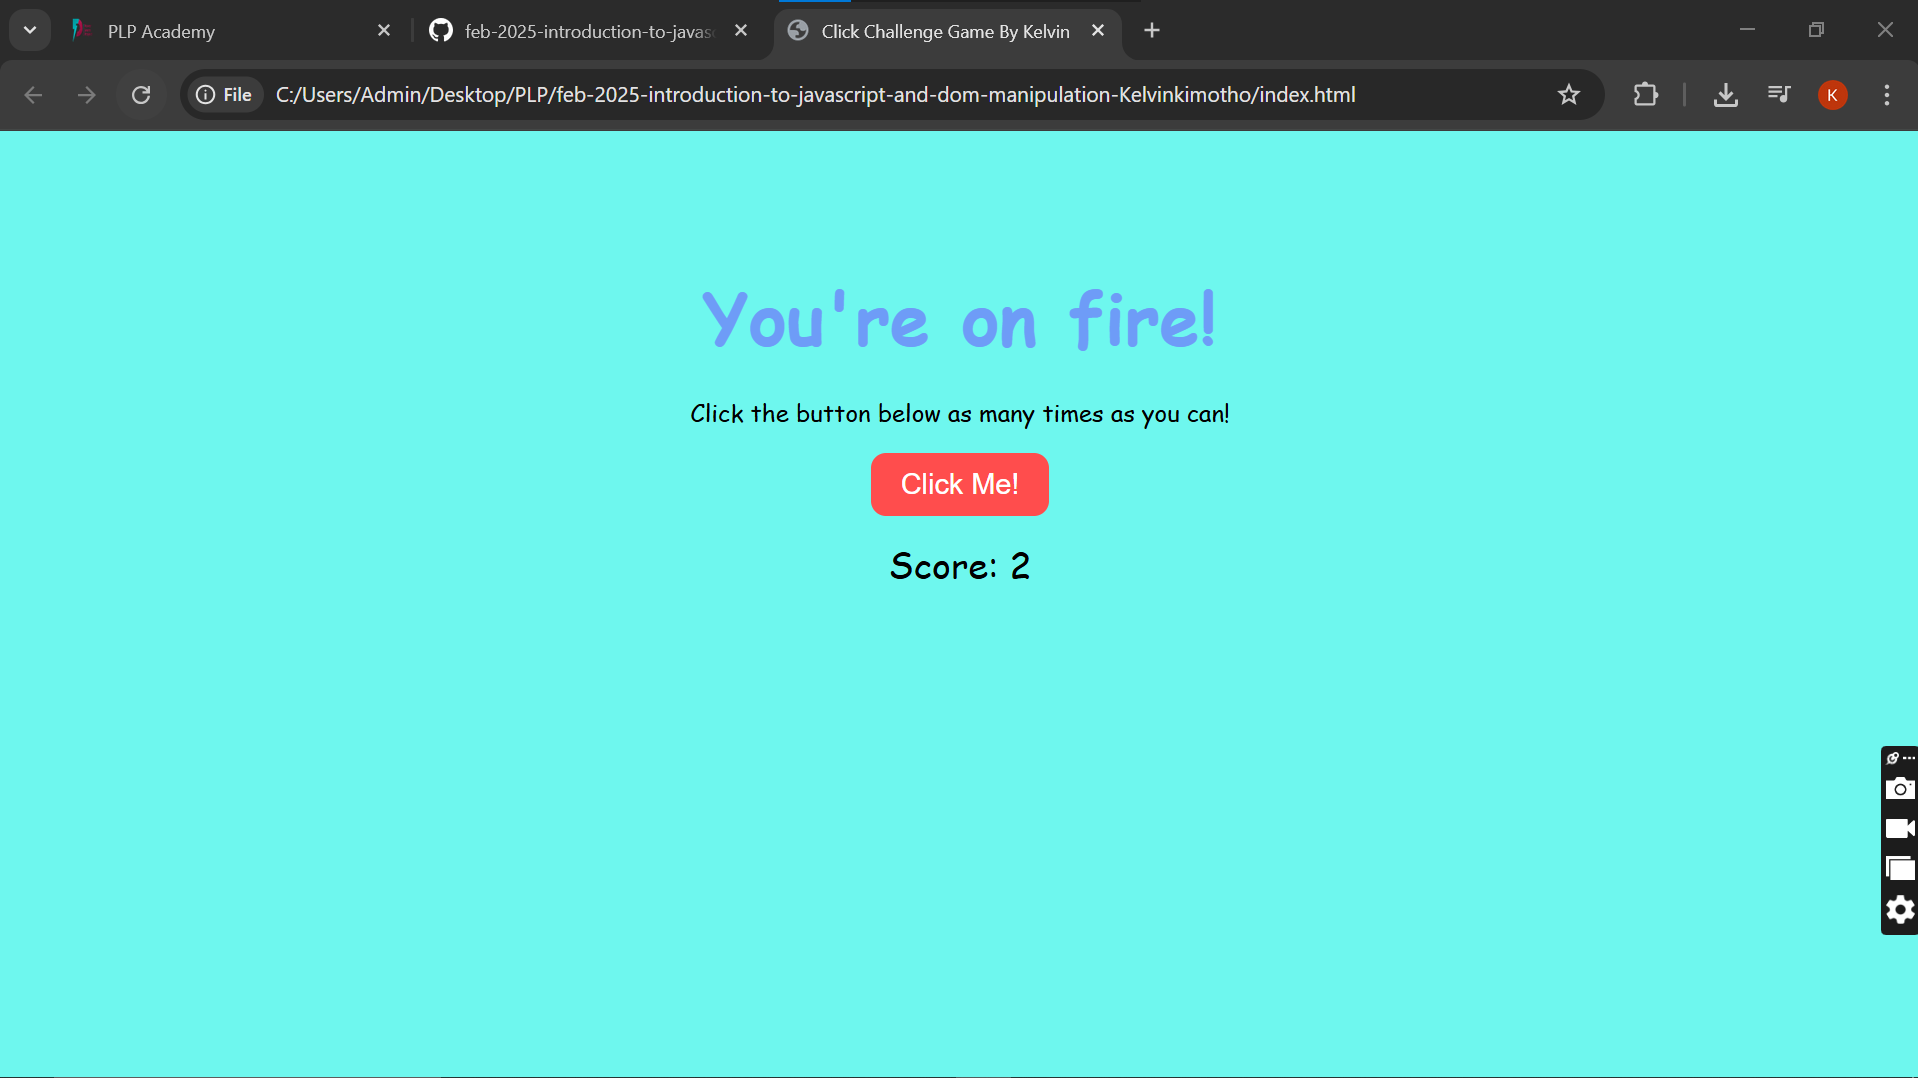 PLP Academy
feb-2025-introduction-to-javas
Click Challenge Game By Kelvin
File
C:/Users/Admin/Desktop/PLP/feb-2025-introduction-to-javascript-and-dom-manipulation-Kelvinkimotho/index.html
K
You're on fire!
Click the button below as many times as you can!
Click Me!
Score: 2